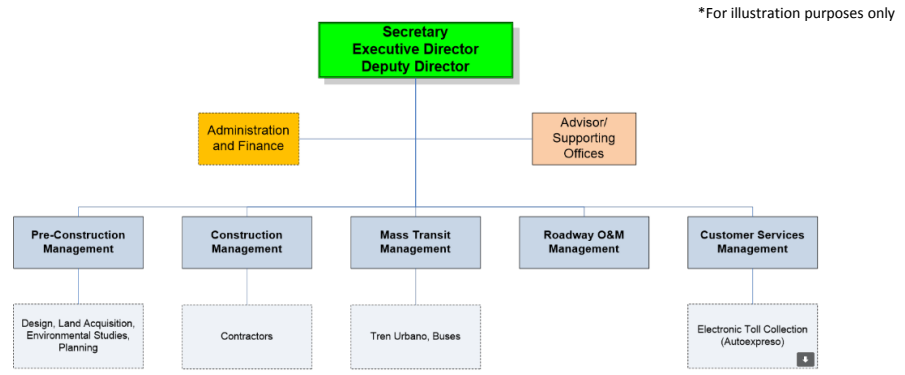 *For illustration purposes only
Secretary
Executive Director
Deputy Director
Administration
and Finance
Advisor/
Supporting
Offices
Pre-Construction
Management
Construction
Management
Mass Transit
Management
Roadway O&M
Management
Customer Services
Management
Design, Land Acquisition,
Environmental Studies,
Planning
Contractors
Tren Urbano, Buses
Electronic Toll Collection
(Autoexpreso)